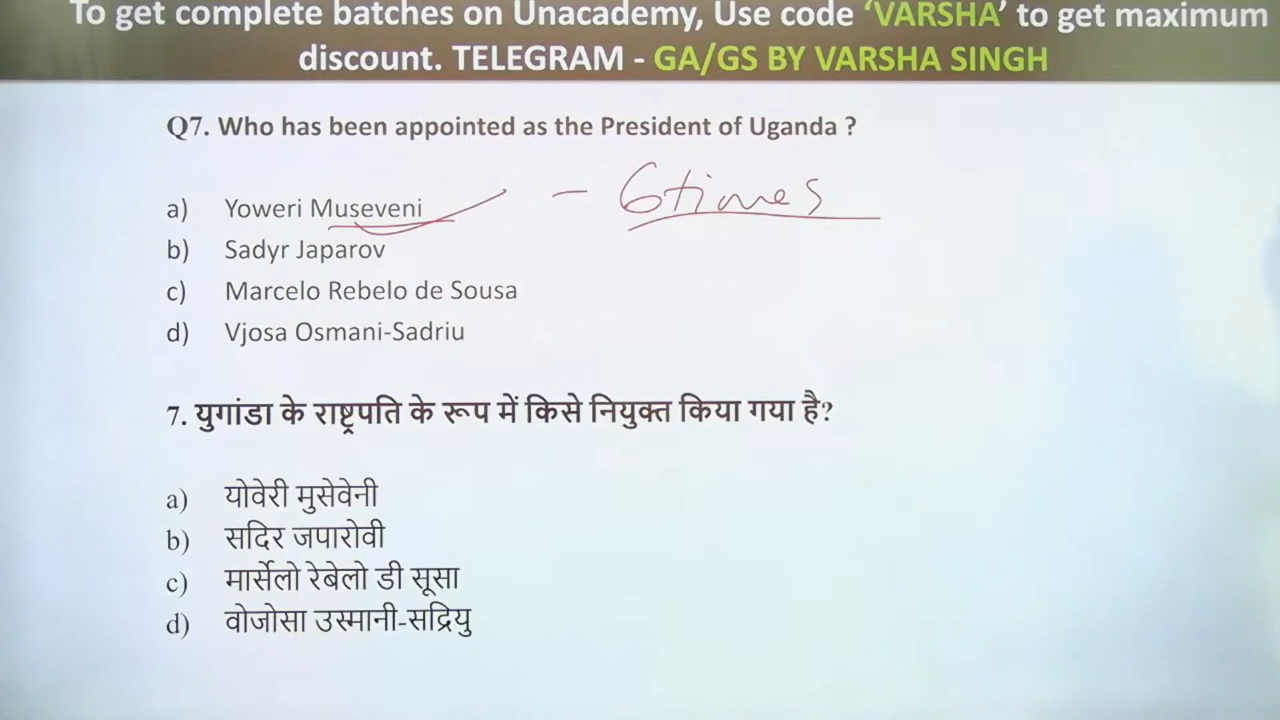 To get complete batches on Unacademy, Use code ‘VARSHA’ to get maximum
discount. TELEGRAM - GA/GS BY VARSHA SINGH
Q7. Who has been appointed as the President of Uganda ?
a) Yoweri Museveni - 6times
b) Sadyr Japarov
c) Marcelo Rebelo de Sousa
d) Vjosa Osmani-Sadriu
7. युगांडा के राष्ट्रपति के रूप में किसे नियुक्त किया गया है?
a) योवेरी मुसेवेनी
b) सदिर जपारोवी
c) मार्सेलो रेबेलो डी सूसा
d) वोजोसा उस्मानी-सद्रियु